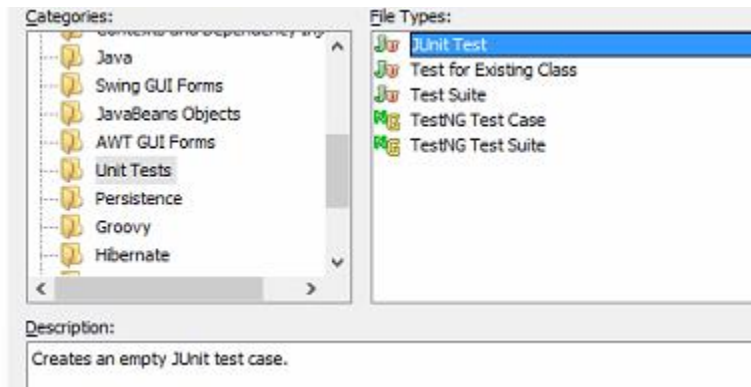 Categories:
Java
Swing GUI Forms
JavaBeans Objects
AWT GUI Forms
Unit Tests
Persistence
Groovy
Hibernate
File Types:
JUnit Test
Test for Existing Class
Test Suite
TestNG Test Case
TestNG Test Suite
Description:
Creates an empty JUnit test case.